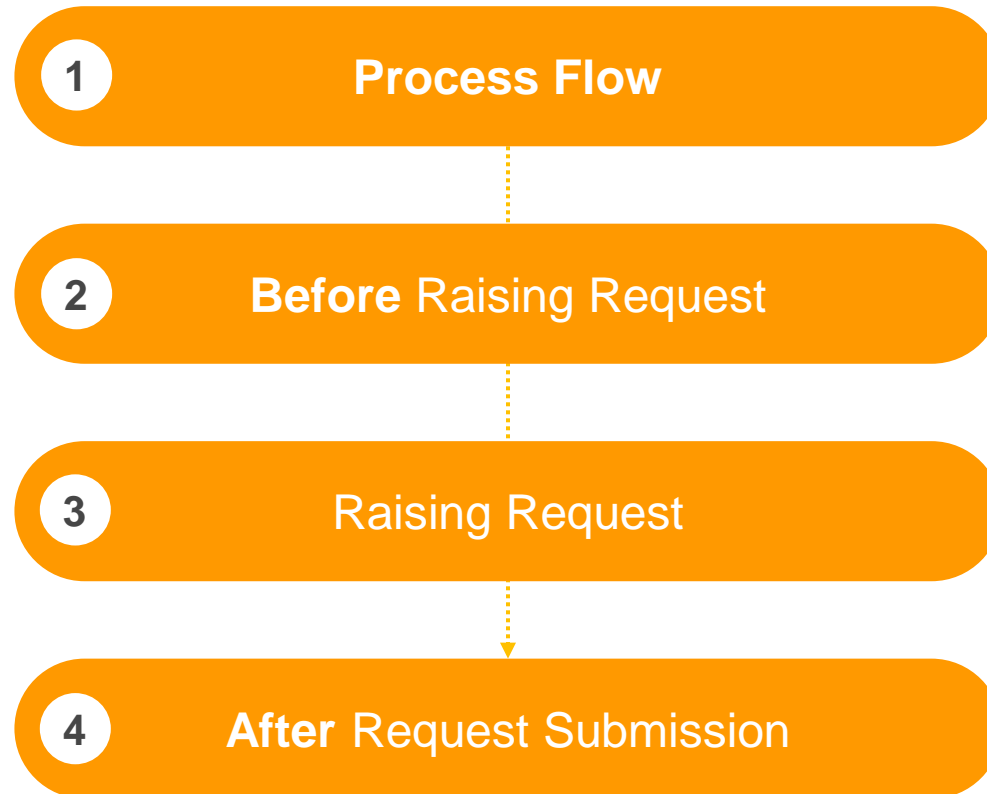 1 Process Flow
2 Before Raising Request
3 Raising Request
4 After Request Submission